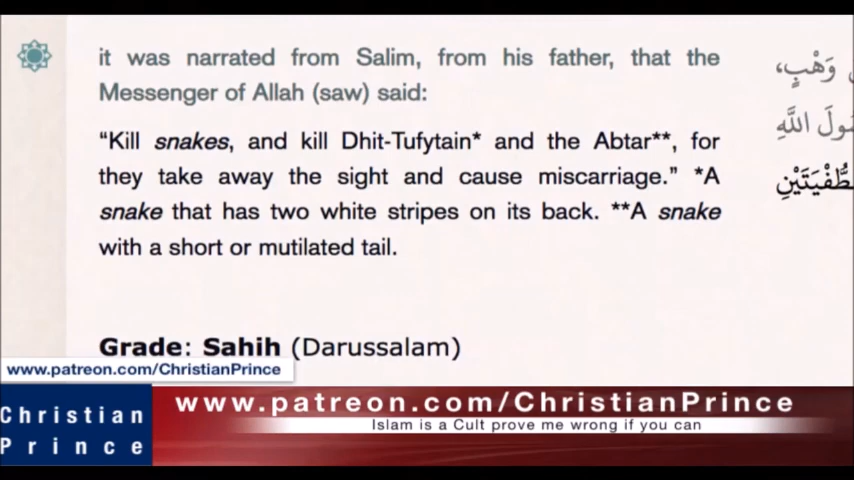 it was narrated from Salim, from his father, that the
Messenger of Allah (saw) said:
"Kill snakes, and kill Dhit-Tufytain* and the Abtar**, for
they take away the sight and cause miscarriage." *A
snake that has two white stripes on its back. **A snake
with a short or mutilated tail.
وَهْبٍ،
اللَّهِ
Grade: Sahih (Darussalam)
www.patreon.com/ChristianPrince
Christian
Prince
www.patreon.com/ChristianPrince
Islam is a Cult prove me wrong if you can